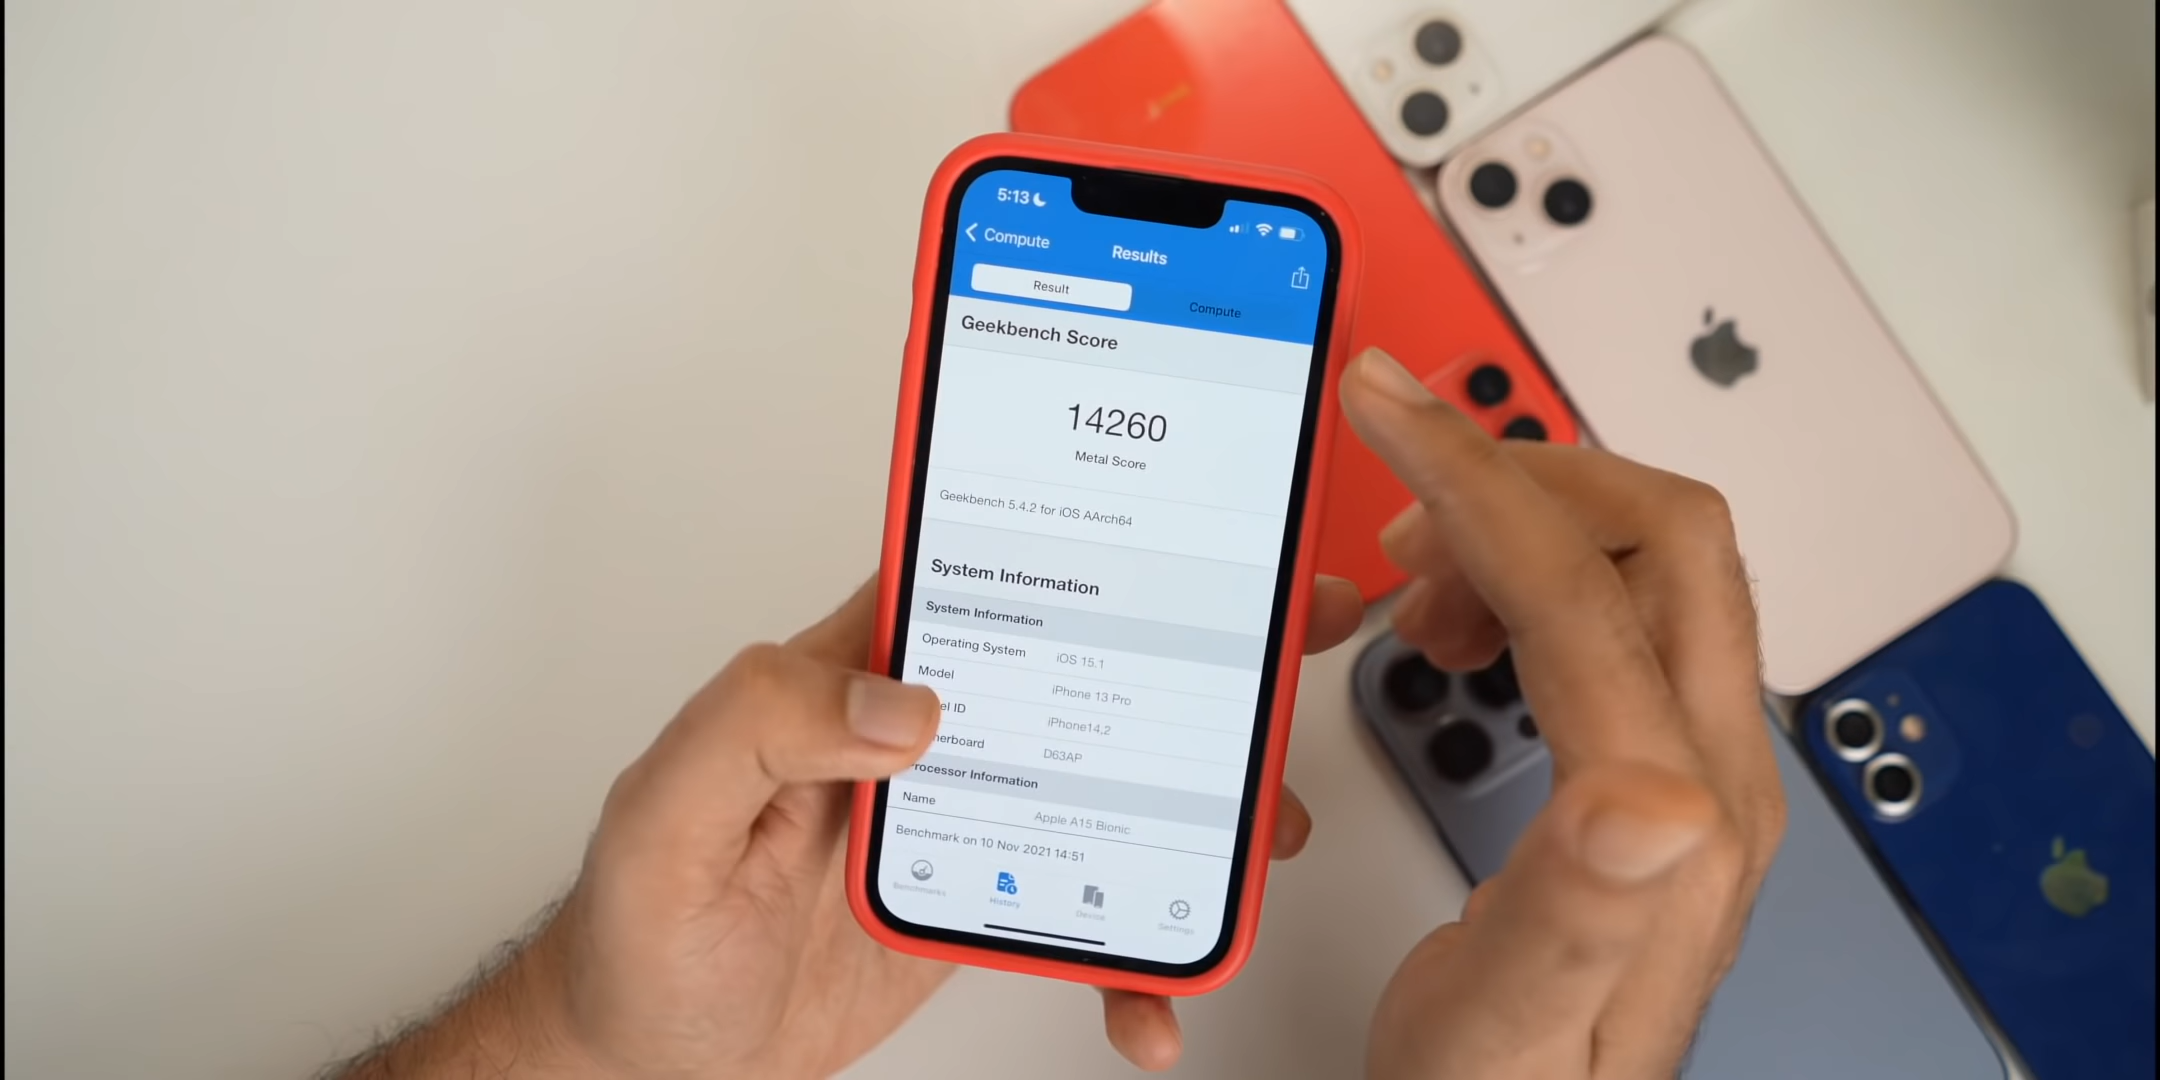 5:13
Compute
Results
Result
Compute
Geekbench Score
14260
Metal Score
Geekbench 5.4.2 for iOS AArch64
System Information
System Information
Operating System iOS 15.1
Model iPhone 13 Pro
el ID iPhone14,2
nerboard D63AP
rocessor Information
Name Apple A15 Bionic
Benchmark on 10 Nov 2021 14:51
Benchmarks
History
Device
Settings